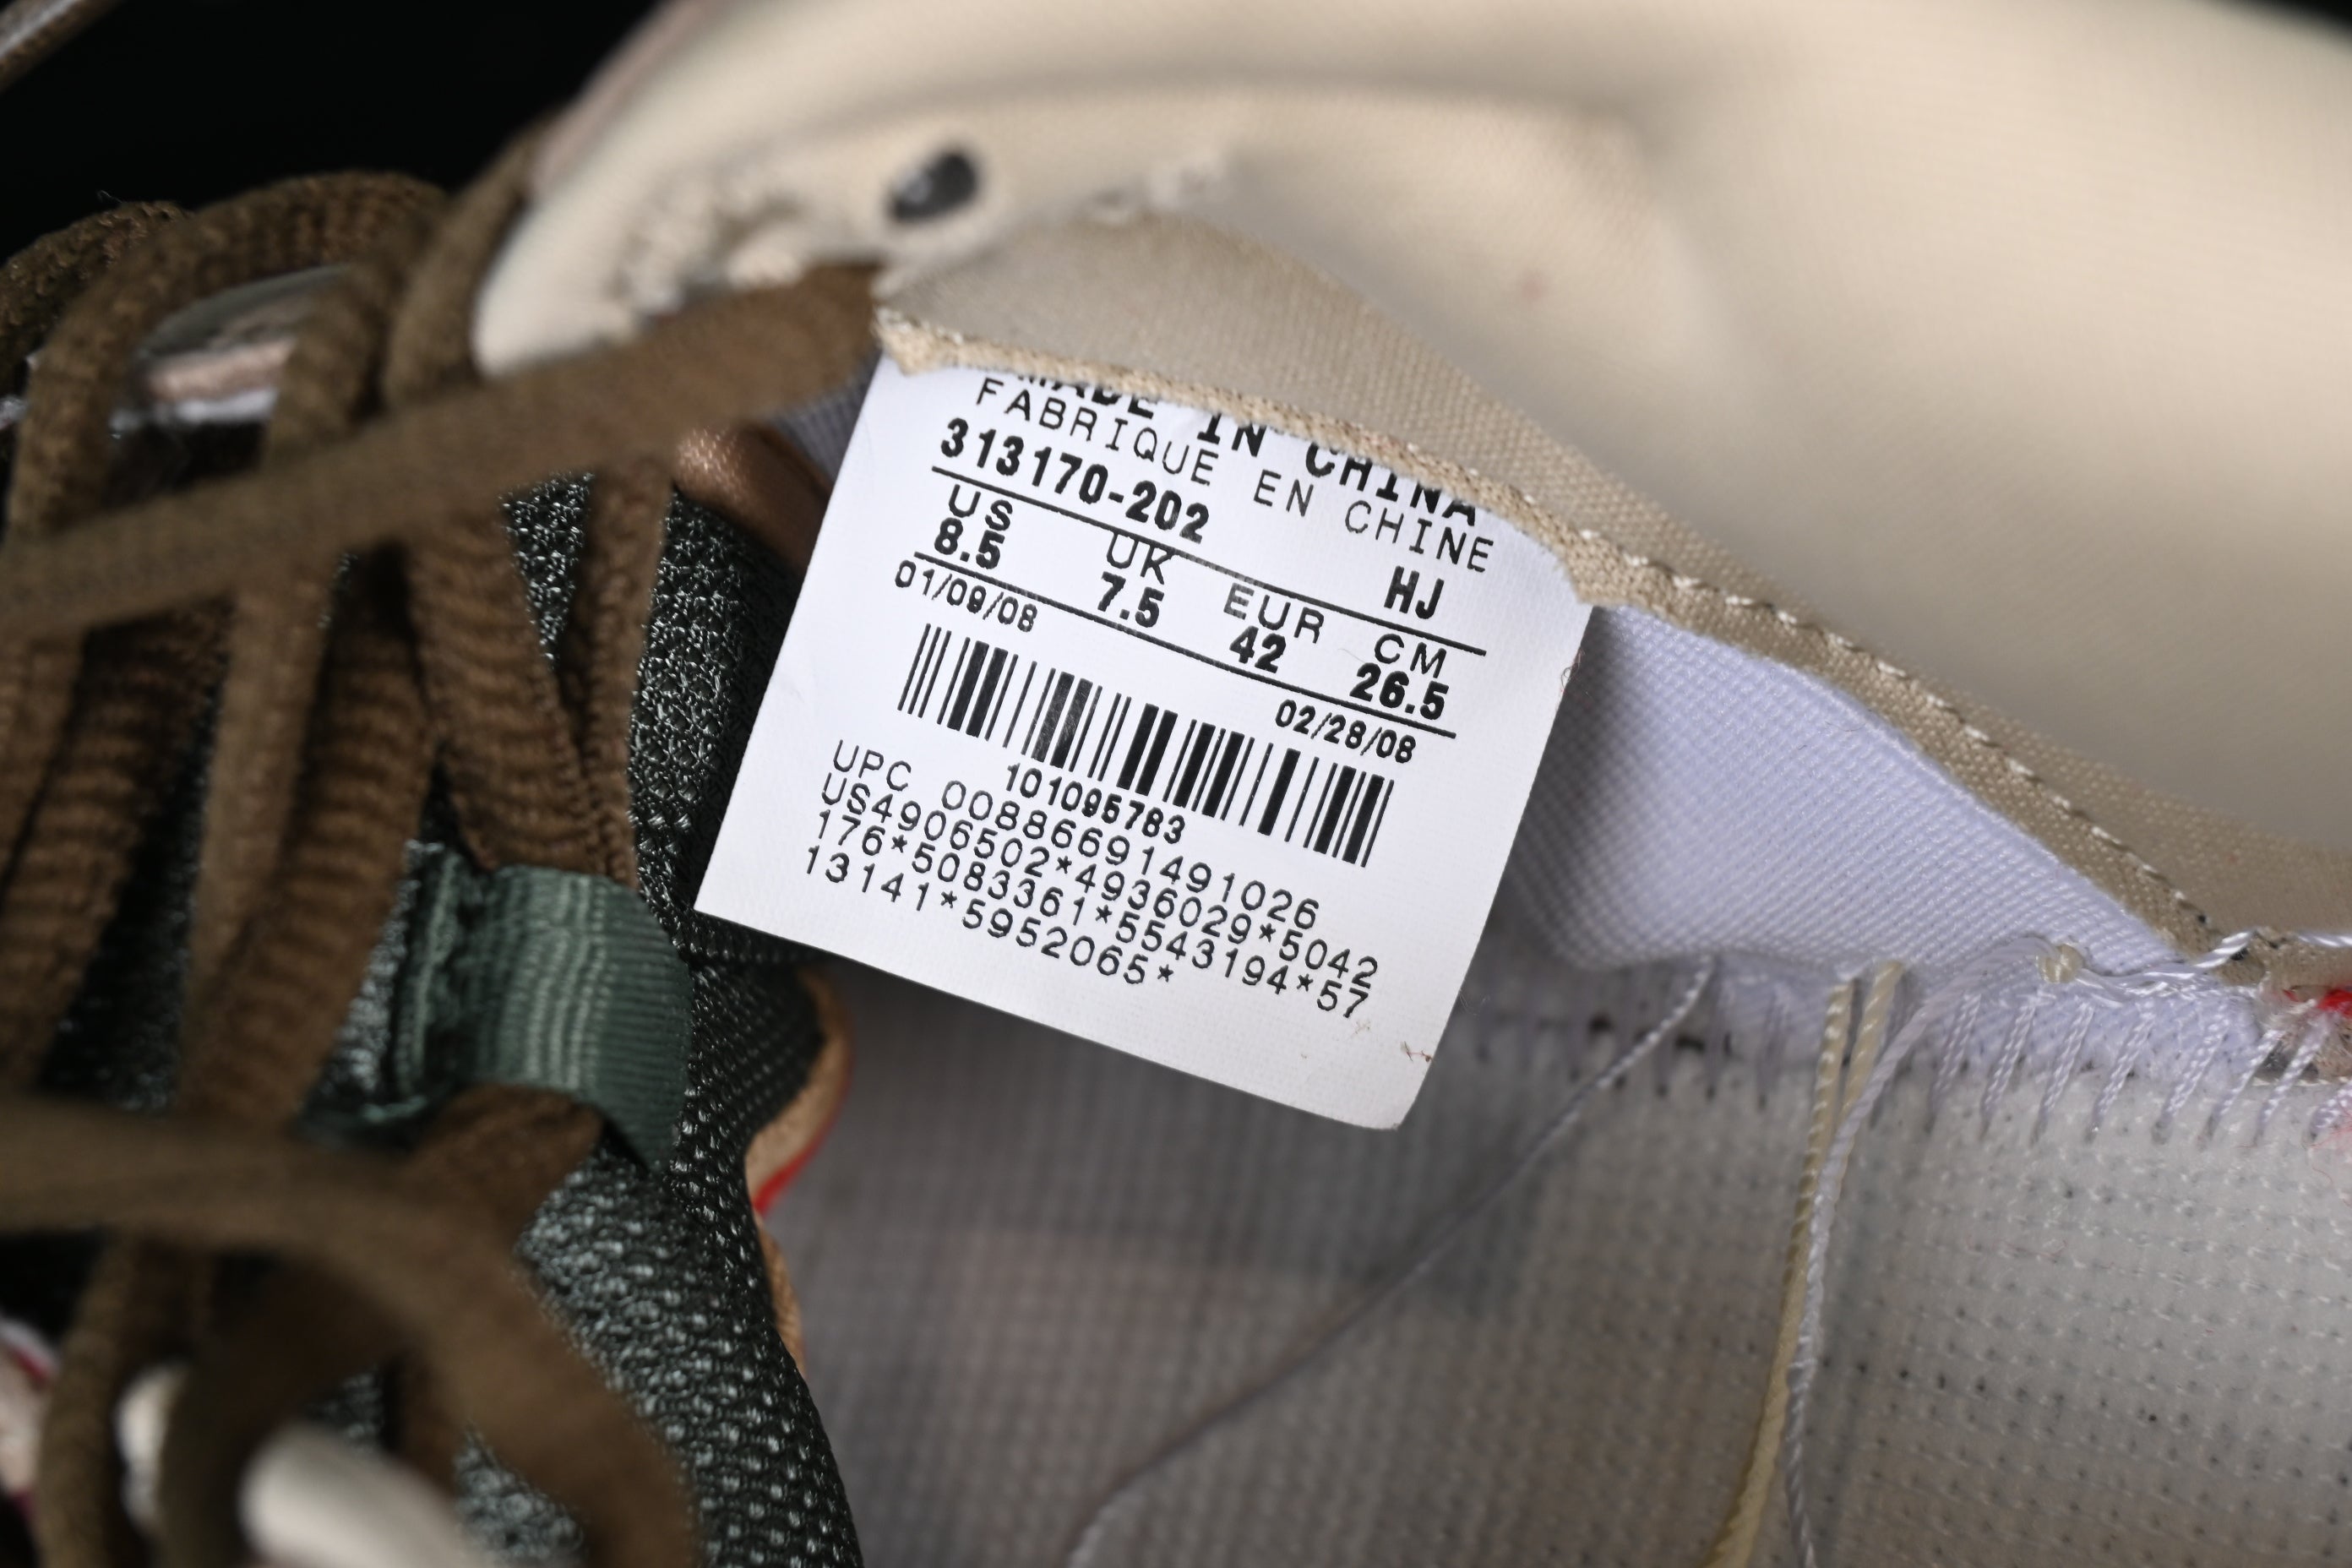 MADE IN CHINA
FABRIQUE EN CHINE
313170-202 HJ
US UK EUR CM
8.5 7.5 42 26.5
01/09/08 02/28/08
101095783
UPC 00886691491026
US4906502*4936029*5042
176*5083361*5543194*57
13141*5952065*